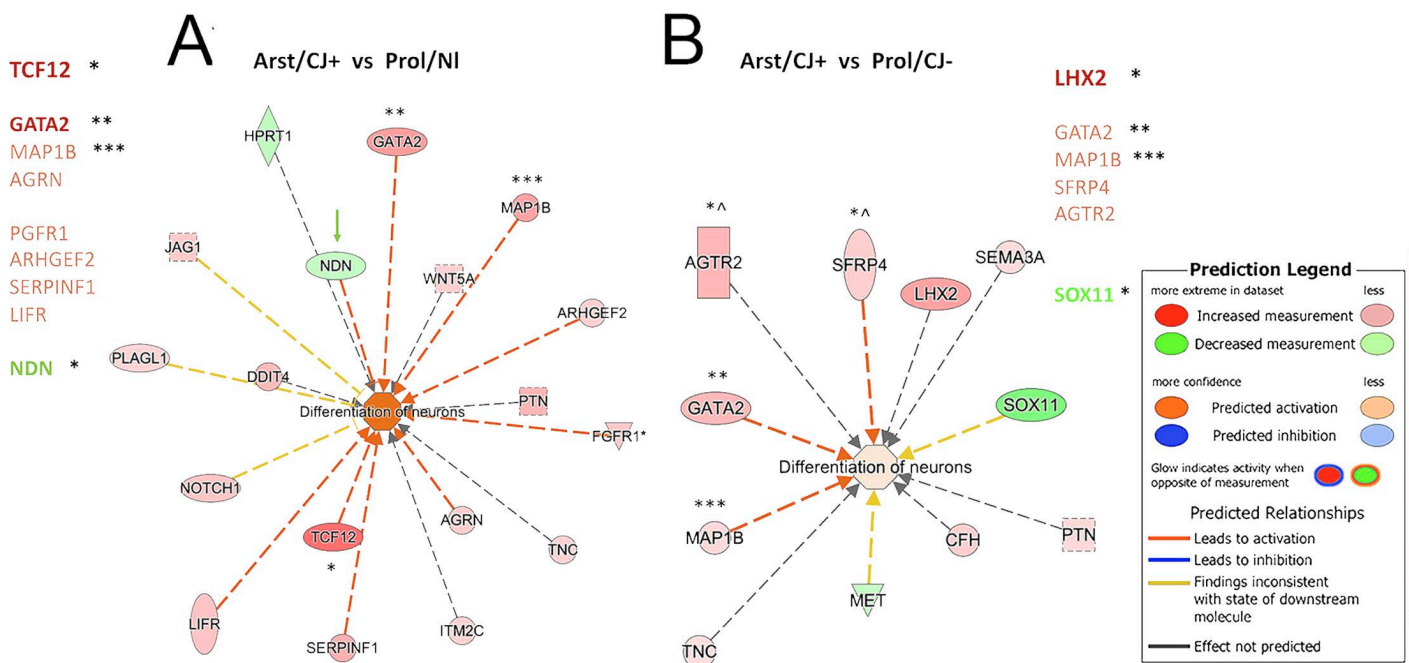 A
Arst/CJ+ vs Prol/Nl
TCF12 *
GATA2 **
MAP1B ***
AGRN
PGFR1
ARHGEF2
SERPINF1
LIFR
NDN *
HPRT1
**
GATA2
***
MAP1B
JAG1
NDN
WNT5A
ARHGEF2
PLAGL1
DDIT4
PTN
Differentiation of neurons
FGFR1*
NOTCH1
AGRN
TCF12
*
TNC
LIFR
ITM2C
SERPINF1
B
Arst/CJ+ vs Prol/CJ-
LHX2 *
GATA2 **
MAP1B ***
SFRP4
AGTR2
SOX11 *
*^
*^
AGTR2
SFRP4
SEMA3A
LHX2
**
GATA2
SOX11
Differentiation of neurons
***
MAP1B
CFH
PTN
MET
TNC
Prediction Legend
more extreme in dataset less
Increased measurement
Decreased measurement
more confidence less
Predicted activation
Predicted inhibition
Glow indicates activity when
opposite of measurement
Predicted Relationships
Leads to activation
Leads to inhibition
Findings inconsistent
with state of downstream
molecule
Effect not predicted